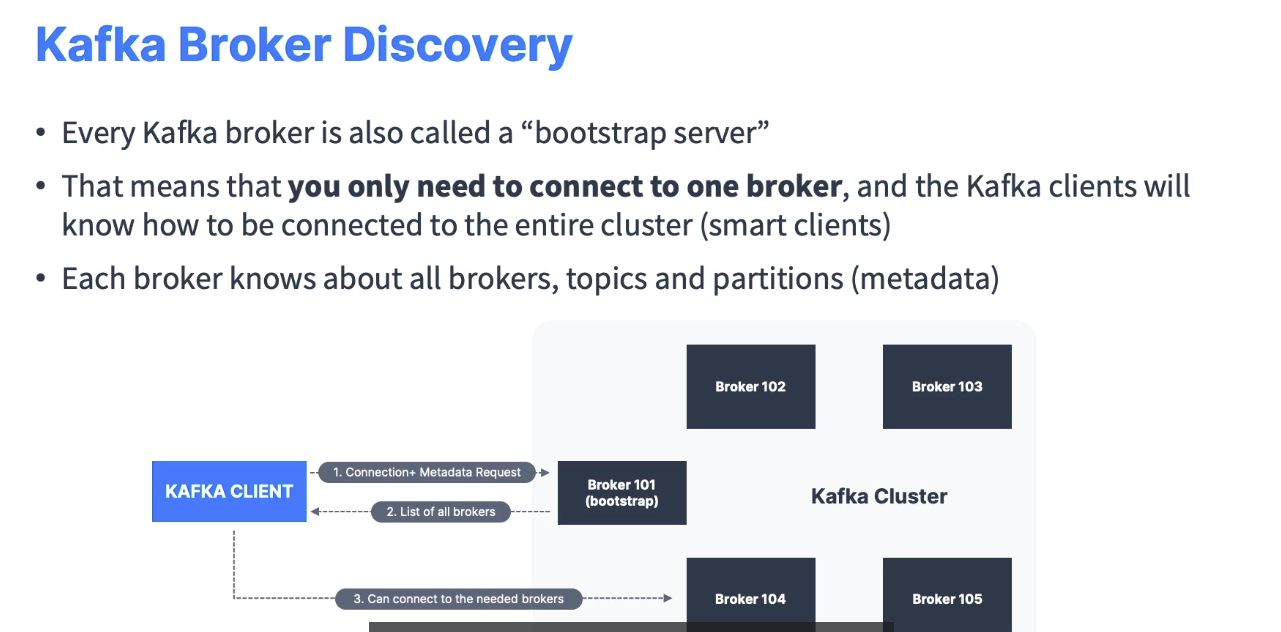 Kafka Broker Discovery
• Every Kafka broker is also called a “bootstrap server”
• That means that you only need to connect to one broker, and the Kafka clients will
know how to be connected to the entire cluster (smart clients)
• Each broker knows about all brokers, topics and partitions (metadata)
Broker 102
Broker 103
KAFKA CLIENT
1. Connection+ Metadata Request
2. List of all brokers
Broker 101
(bootstrap)
Kafka Cluster
3. Can connect to the needed brokers
Broker 104
Broker 105